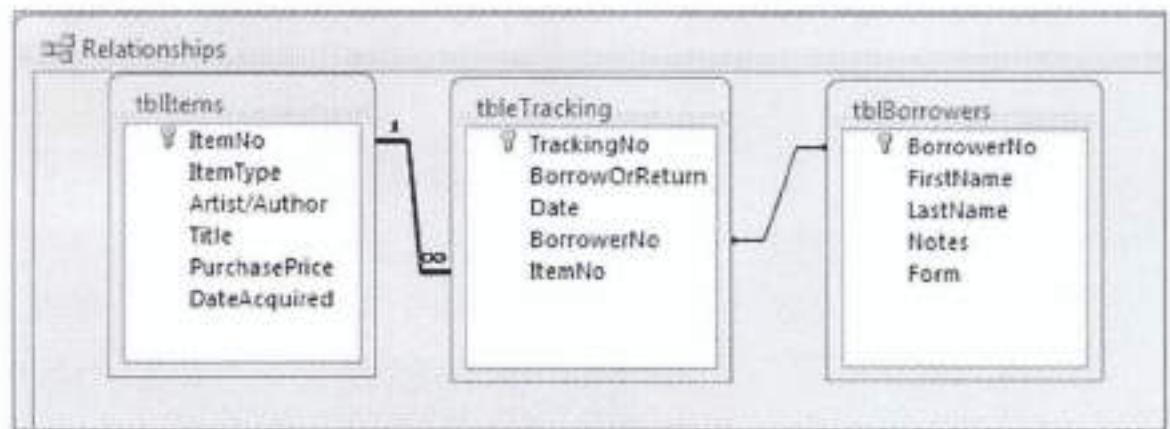 Relationships
tblItems
ItemNo
ItemType
Artist/Author
Title
PurchasePrice
DateAcquired
1
∞
tbleTracking
TrackingNo
BorrowOrReturn
Date
BorrowerNo
ItemNo
tblBorrowers
BorrowerNo
FirstName
LastName
Notes
Form